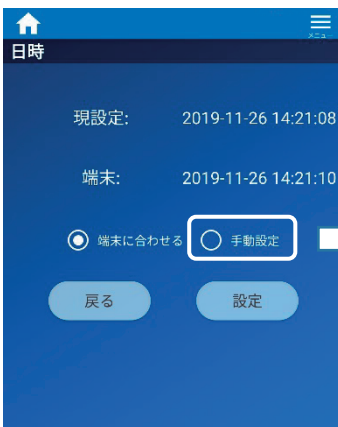 メニュー
日時
現設定: 2019-11-26 14:21:08
端末: 2019-11-26 14:21:10
端末に合わせる 手動設定
戻る 設定